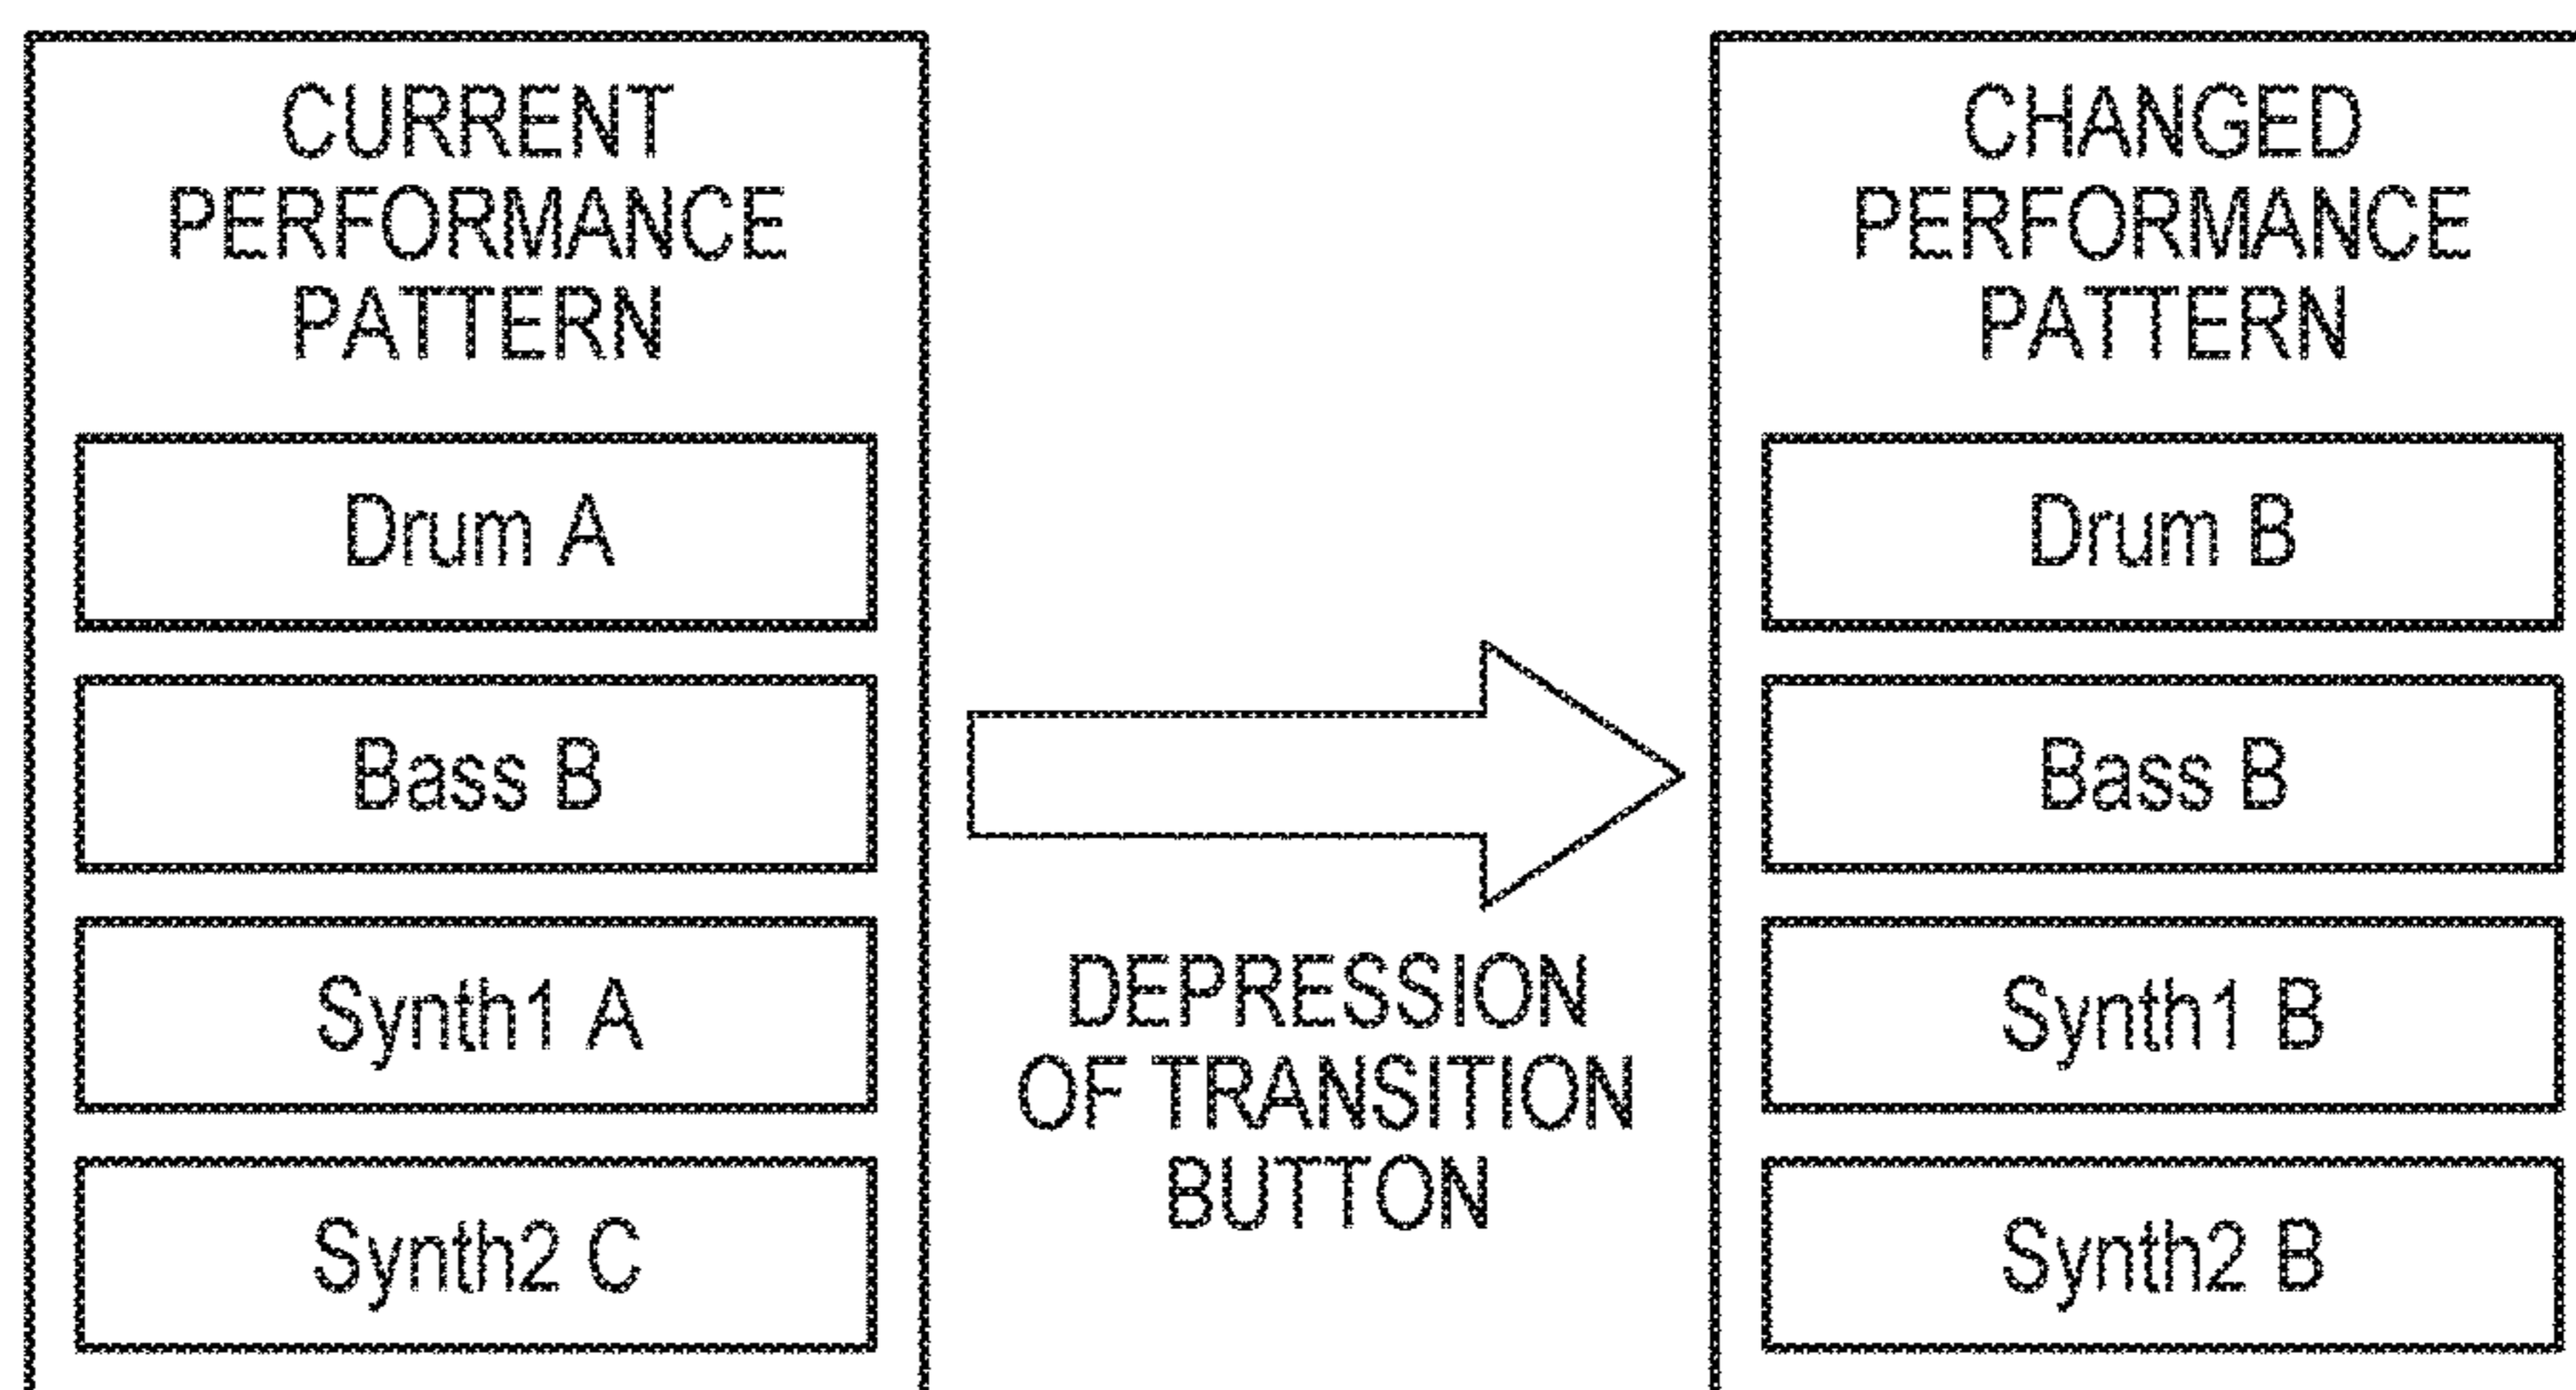 CURRENT
PERFORMANCE
PATTERN
Drum A
Bass B
Synth1 A
Synth2 C
DEPRESSION
OF TRANSITION
BUTTON
CHANGED
PERFORMANCE
PATTERN
Drum B
Bass B
Synth1 B
Synth2 B